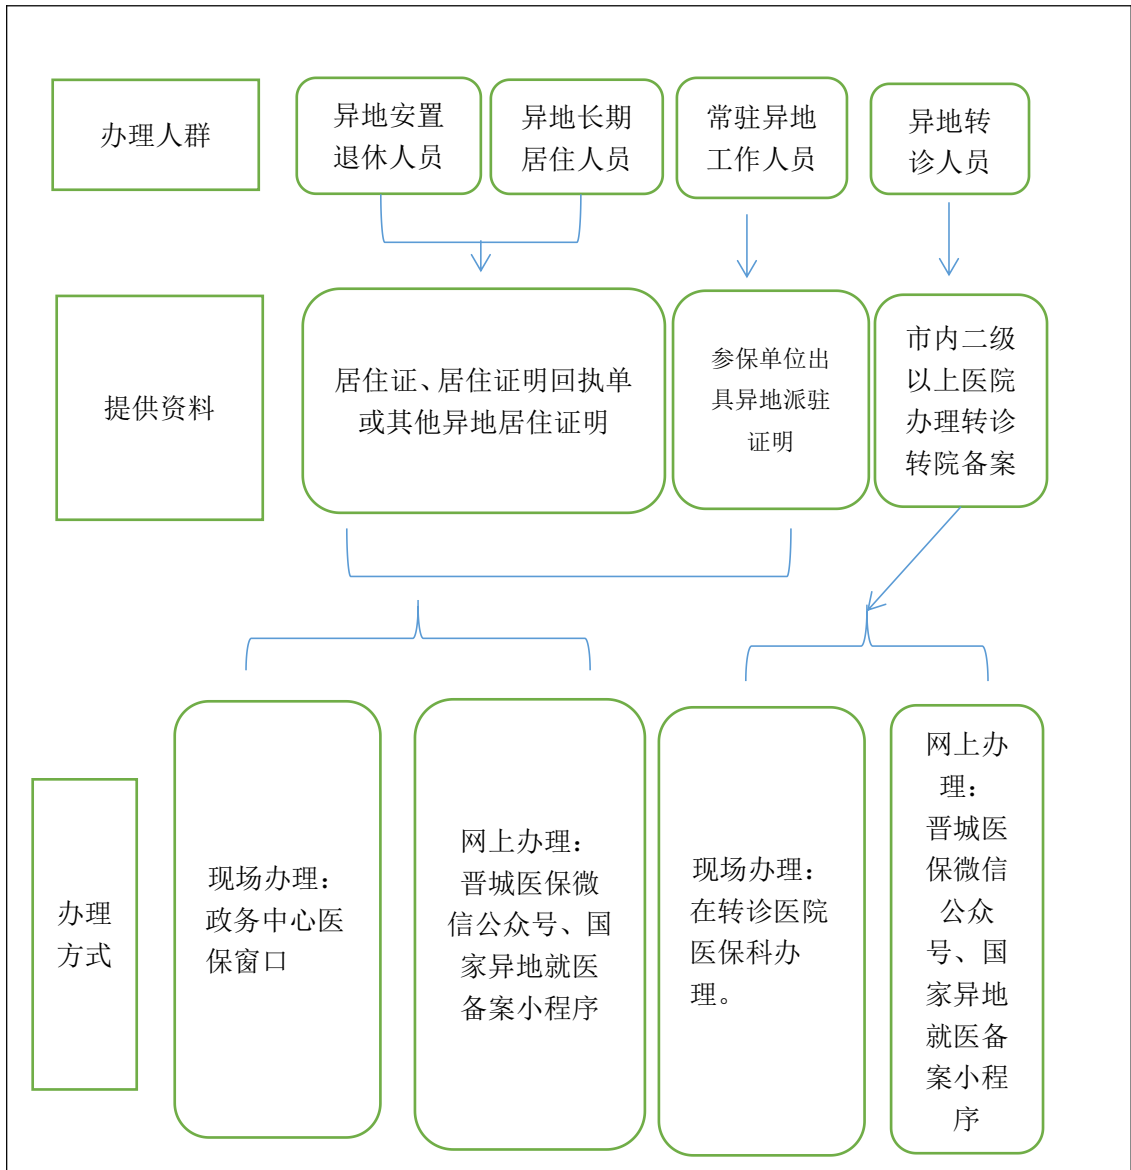 办理人群
异地安置
退休人员
异地长期
居住人员
常驻异地
工作人员
异地转
诊人员
提供资料
居住证、居住证明回执单
或其他异地居住证明
参保单位出
具异地派驻
证明
市内二级
以上医院
办理转诊
转院备案
办理
方式
现场办理：
政务中心医
保窗口
网上办理：
晋城医保微
信公众号、国
家异地就医
备案小程序
现场办理：
在转诊医院
医保科办
理。
网上办
理：
晋城医
保微信
公众
号、国
家异地
就医备
案小程
序